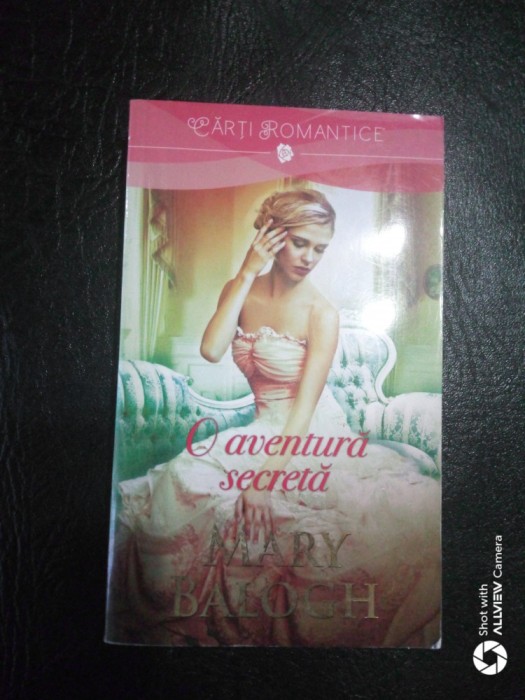 CĂRȚI ROMANTICE
O aventură
secretă
MARY
BALOGH
Shot with
ALLVIEW Camera